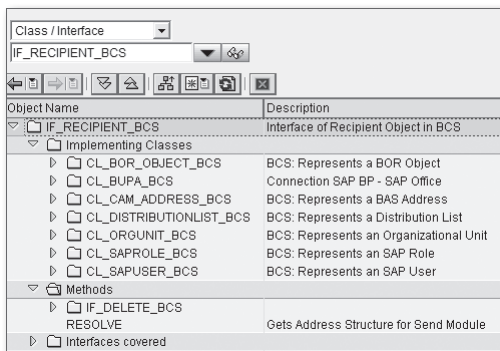 Class / Interface
IF_RECIPIENT_BCS
Object Name Description
IF_RECIPIENT_BCS Interface of Recipient Object in BCS
Implementing Classes
CL_BOR_OBJECT_BCS BCS: Represents a BOR Object
CL_BUPA_BCS Connection SAP BP - SAP Office
CL_CAM_ADDRESS_BCS BCS: Represents a BAS Address
CL_DISTRIBUTIONLIST_BCS BCS: Represents a Distribution List
CL_ORGUNIT_BCS BCS: Represents an Organizational Unit
CL_SAPROLE_BCS BCS: Represents an SAP Role
CL_SAPUSER_BCS BCS: Represents an SAP User
Methods
IF_DELETE_BCS
RESOLVE Gets Address Structure for Send Module
Interfaces covered